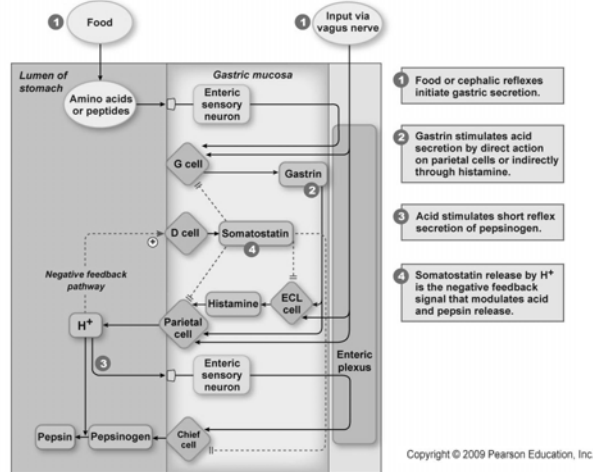 1
Food
1
Input via
vagus nerve
Lumen of
stomach
Gastric mucosa
Amino acids
or peptides
Enteric
sensory
neuron
G cell
Gastrin
2
D cell
Somatostatin
4
+
Negative feedback
pathway
H+
Parietal
cell
Histamine
ECL
cell
3
Enteric
sensory
neuron
Enteric
plexus
Pepsin
Pepsinogen
Chief
cell
1
Food or cephalic reflexes
initiate gastric secretion.
2
Gastrin stimulates acid
secretion by direct action
on parietal cells or indirectly
through histamine.
3
Acid stimulates short reflex
secretion of pepsinogen.
4
Somatostatin release by H+
is the negative feedback
signal that modulates acid
and pepsin release.
Copyright © 2009 Pearson Education, Inc